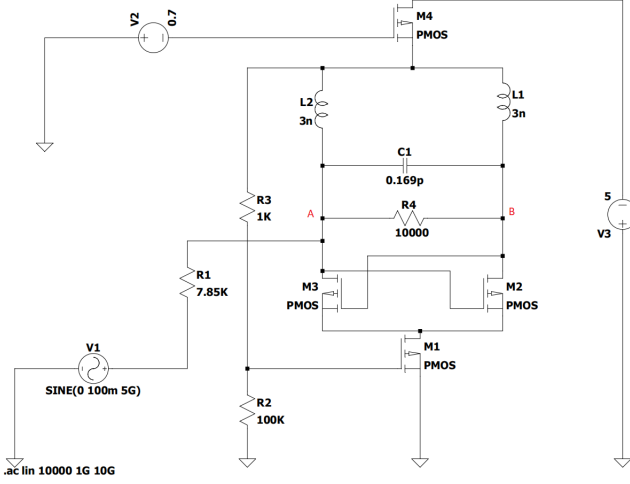 V2
0.7
M4
PMOS
L2
3n
L1
3n
C1
0.169p
R3
1K
A
R4
10000
B
5
V3
R1
7.85K
M3
PMOS
M2
PMOS
V1
SINE(0 100m 5G)
M1
PMOS
R2
100K
.ac lin 10000 1G 10G